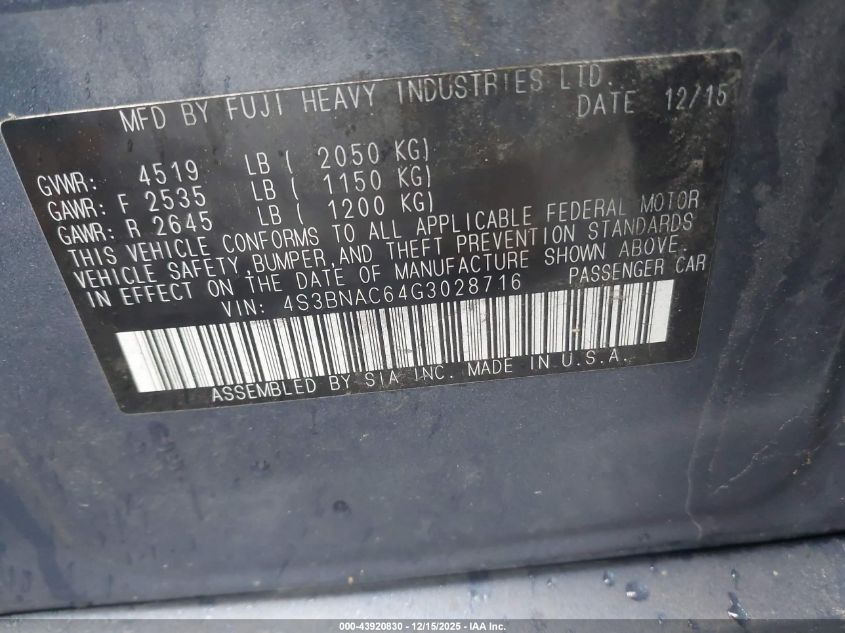 MFD BY FUJI HEAVY INDUSTRIES LTD.
DATE 12/15
GVWR: 4519 LB ( 2050 KG)
GAWR: F 2535 LB ( 1150 KG)
GAWR: R 2645 LB ( 1200 KG)
THIS VEHICLE CONFORMS TO ALL APPLICABLE FEDERAL MOTOR
VEHICLE SAFETY, BUMPER, AND THEFT PREVENTION STANDARDS
IN EFFECT ON THE DATE OF MANUFACTURE SHOWN ABOVE.
VIN: 4S3BNAC64G3028716 PASSENGER CAR
ASSEMBLED BY SIA INC. MADE IN U.S.A.
000-43920830 - 12/15/2025 - IAA Inc.